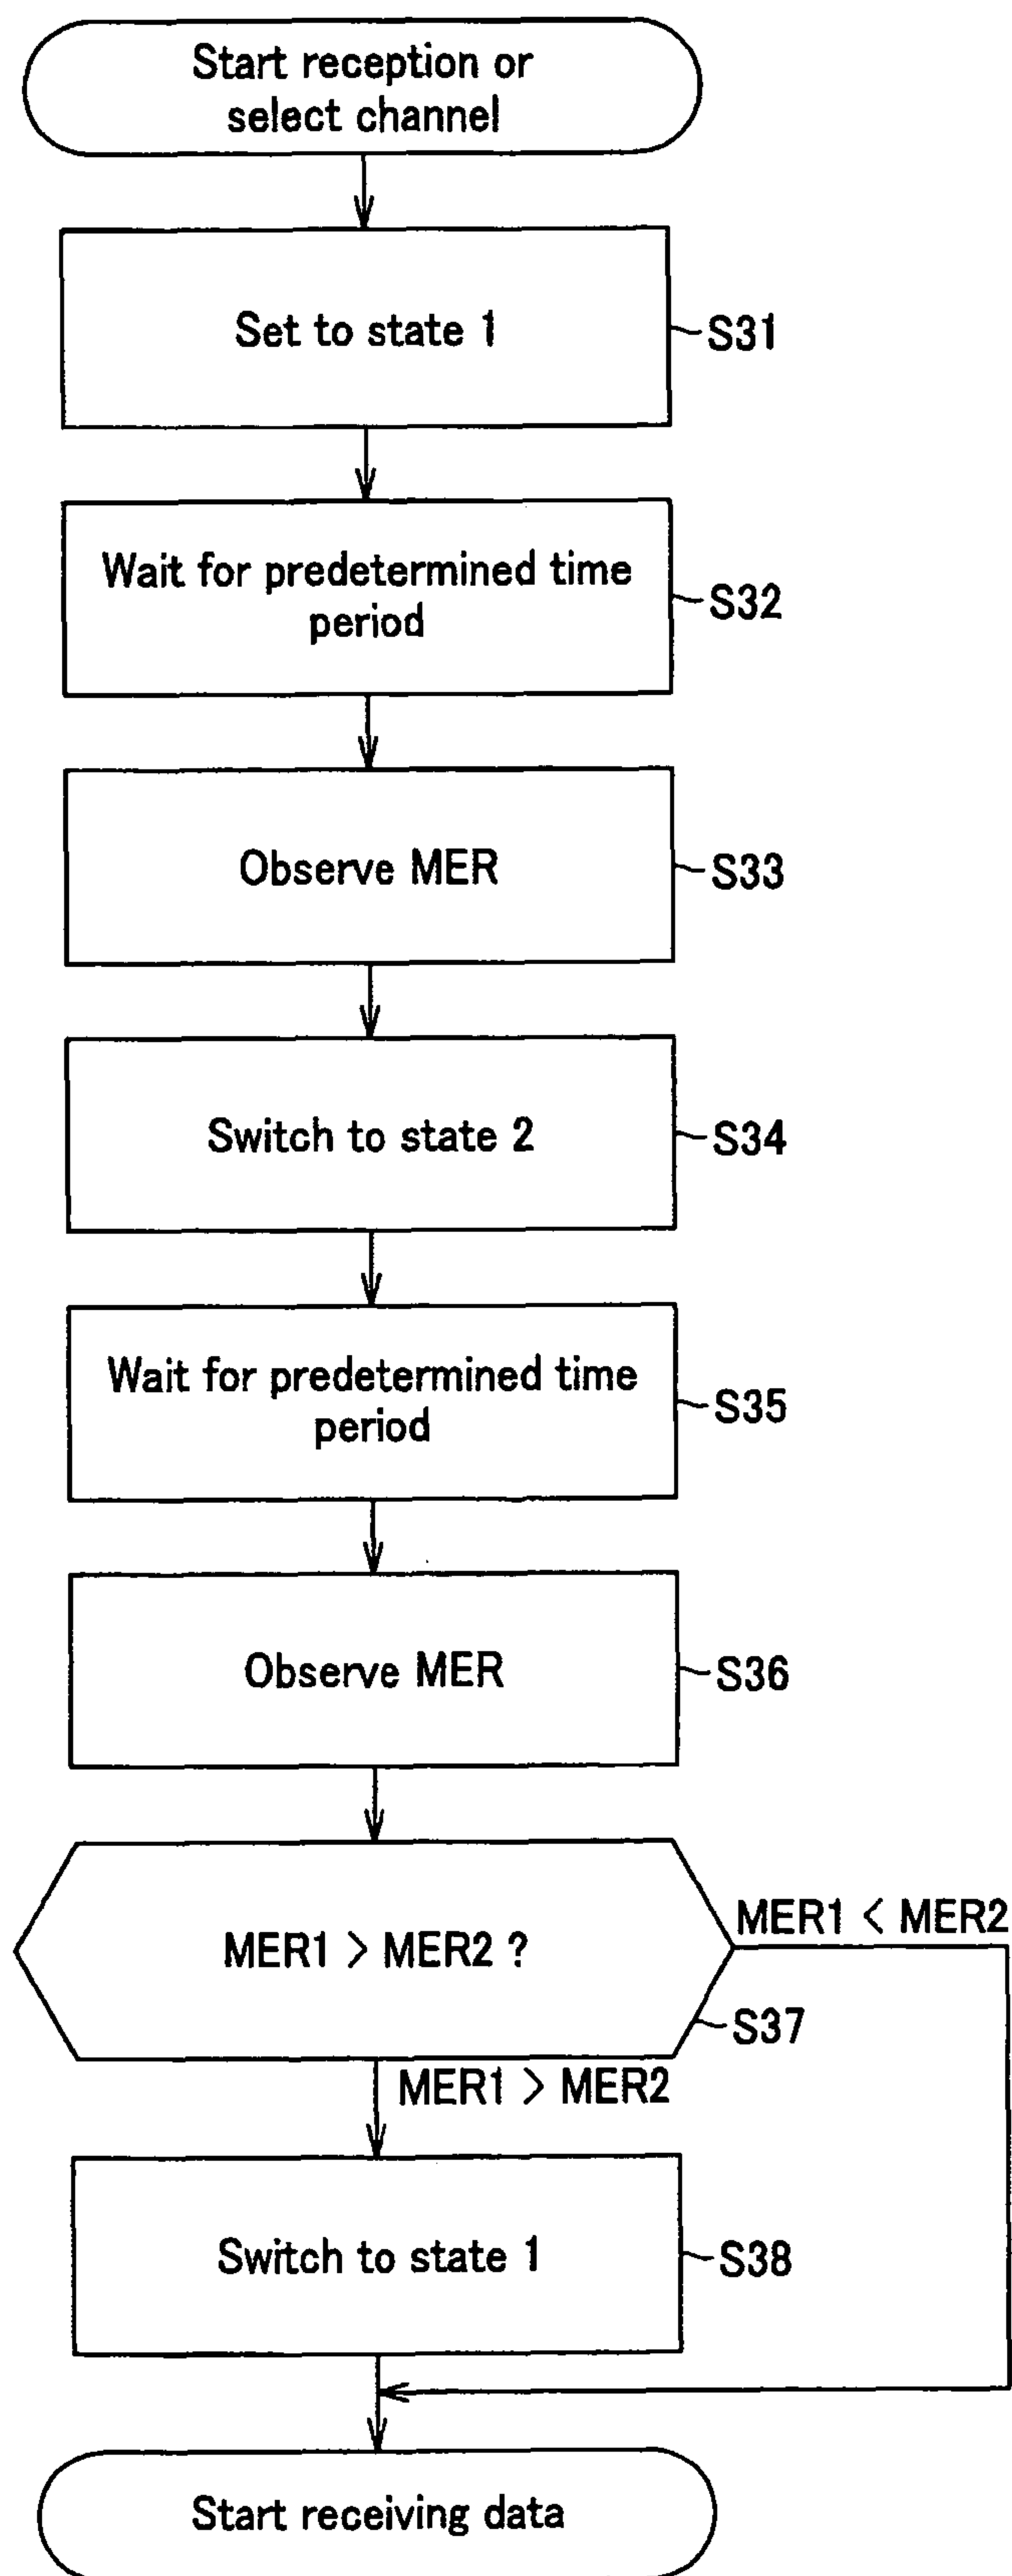 Start reception or
select channel
Set to state 1
S31
Wait for predetermined time
period
S32
Observe MER
S33
Switch to state 2
S34
Wait for predetermined time
period
S35
Observe MER
S36
MER1 > MER2 ?
MER1 < MER2
S37
MER1 > MER2
Switch to state 1
S38
Start receiving data